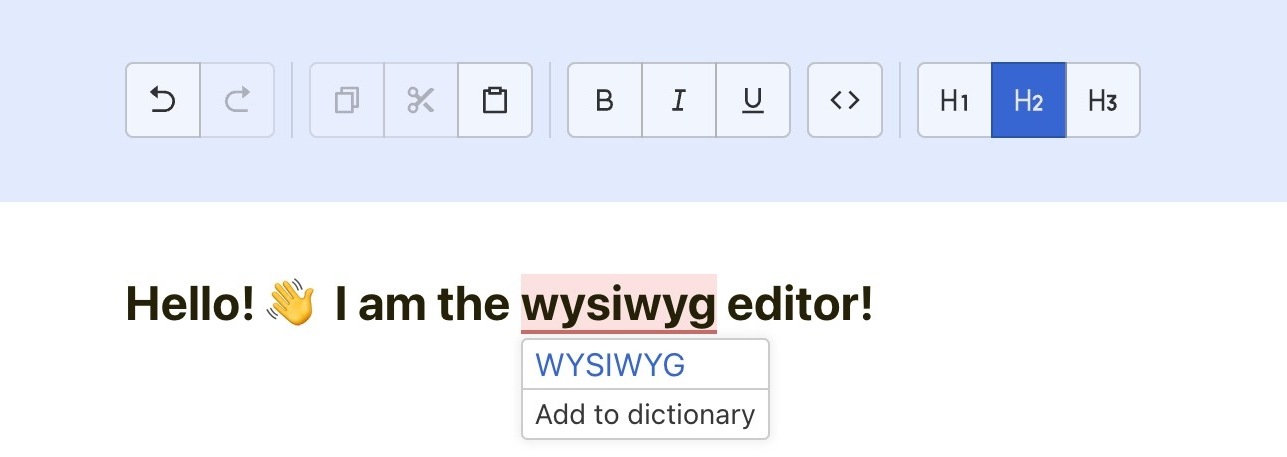 B I U <> H1 H2 H3
Hello! 👋 I am the wysiwyg editor!
WYSIWYG
Add to dictionary